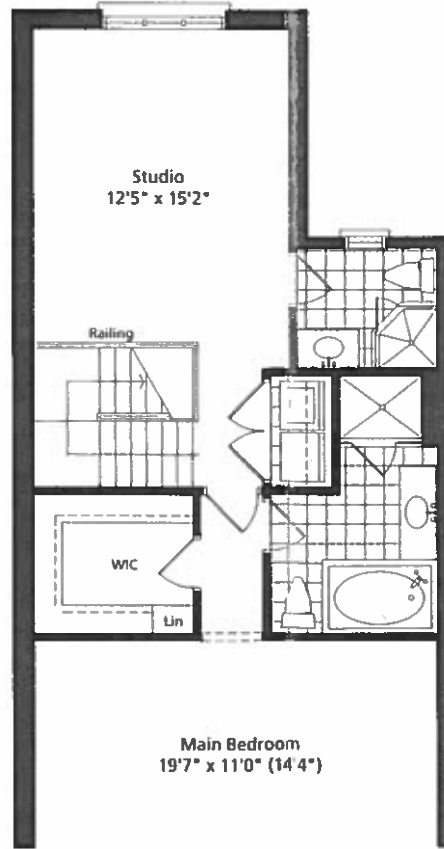 Studio
12'5" x 15'2"
Railing
WIC
Lin
Main Bedroom
19'7" x 11'0" (14'4")